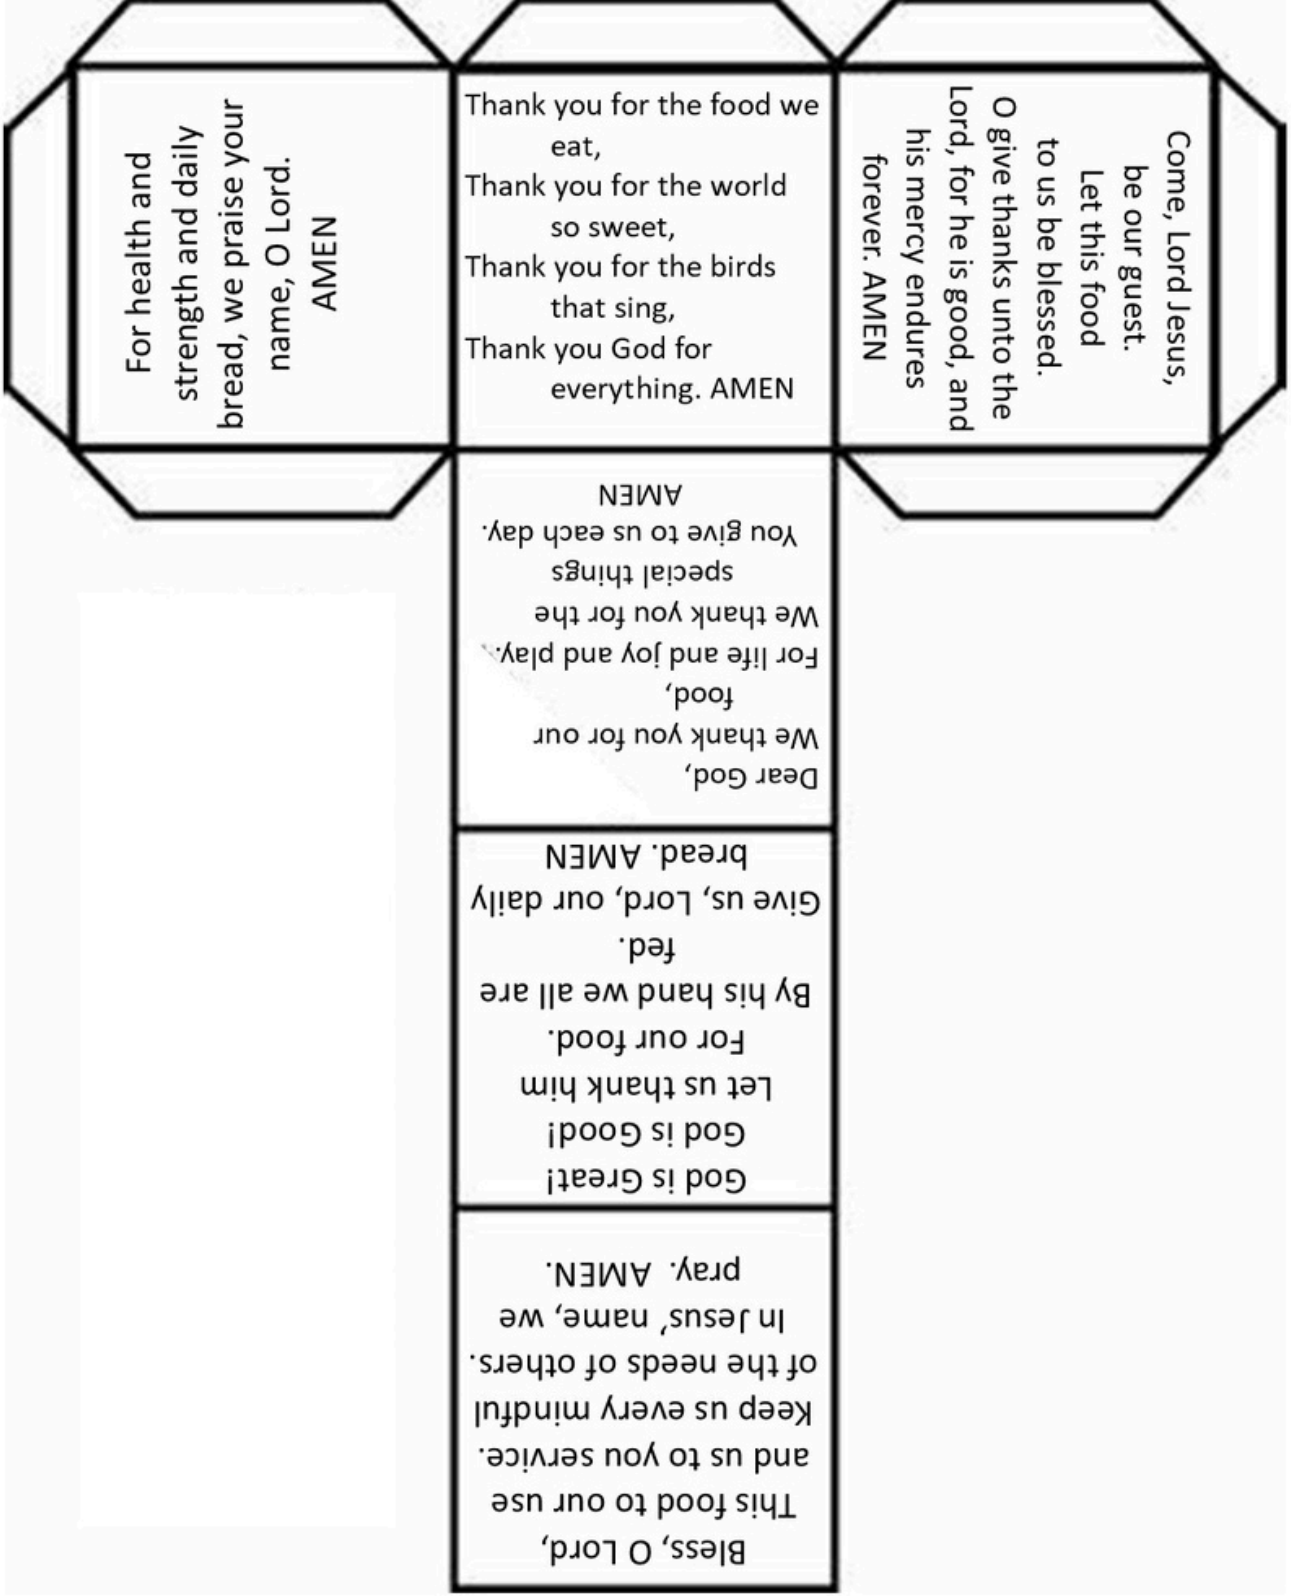 For health and
strength and daily
bread, we praise your
name, O Lord.
AMEN
Thank you for the food we
eat,
Thank you for the world
so sweet,
Thank you for the birds
that sing,
Thank you God for
everything. AMEN
Come, Lord Jesus,
be our guest.
Let this food
to us be blessed.
O give thanks unto the
Lord, for he is good, and
his mercy endures
forever. AMEN
Dear God,
We thank you for our
food,
For life and joy and play.
We thank you for the
special things
You give to us each day.
AMEN
God is Great!
God is Good!
Let us thank him
For our food.
By his hand we all are
fed.
Give us, Lord, our daily
bread. AMEN
Bless, O Lord,
This food to our use
and us to you service.
Keep us every mindful
of the needs of others.
In Jesus’ name, we
pray. AMEN.